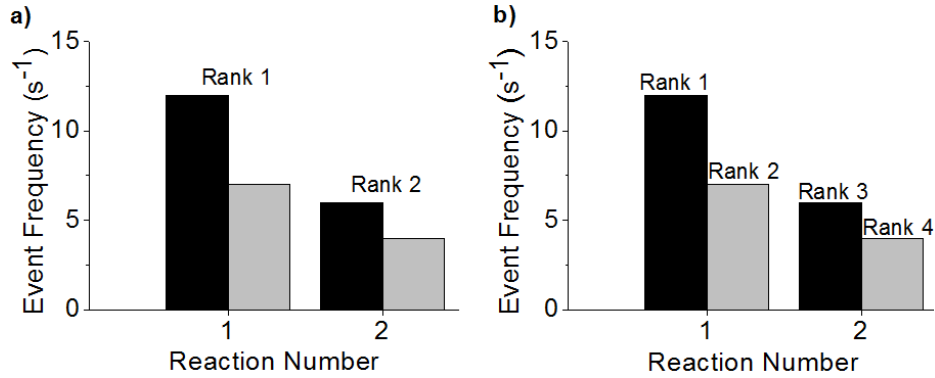 a)
Event Frequency (s⁻¹)
15
10
5
0
Rank 1
Rank 2
1
2
Reaction Number
b)
Event Frequency (s⁻¹)
15
10
5
0
Rank 1
Rank 2
Rank 3
Rank 4
1
2
Reaction Number